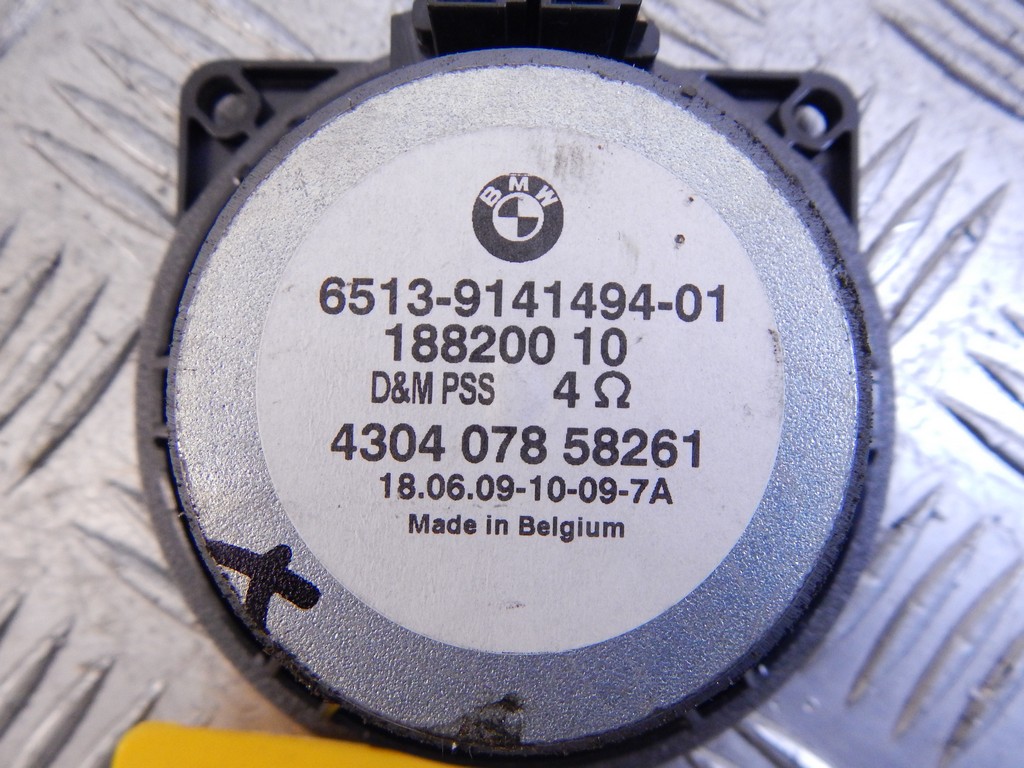 BMW
6513-9141494-01
188200 10
D&M PSS 4 Ω
4304 078 58261
18.06.09-10-09-7A
Made in Belgium